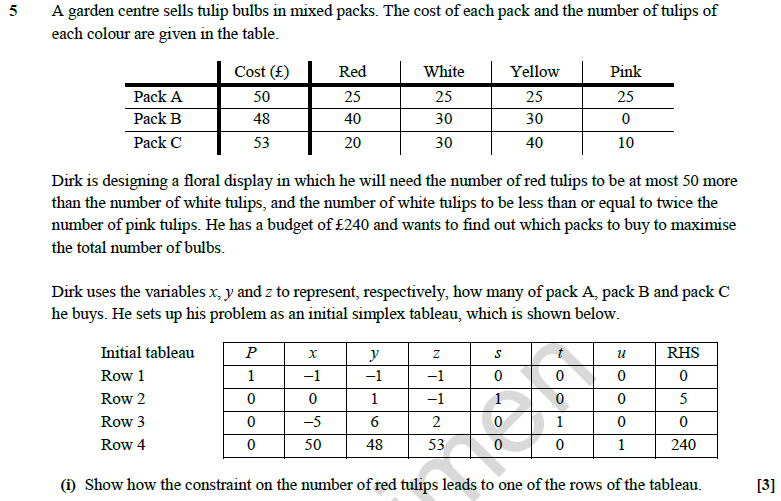 5 A garden centre sells tulip bulbs in mixed packs. The cost of each pack and the number of tulips of
each colour are given in the table.
Cost (£) Red White Yellow Pink
Pack A 50 25 25 25 25
Pack B 48 40 30 30 0
Pack C 53 20 30 40 10
Dirk is designing a floral display in which he will need the number of red tulips to be at most 50 more
than the number of white tulips, and the number of white tulips to be less than or equal to twice the
number of pink tulips. He has a budget of £240 and wants to find out which packs to buy to maximise
the total number of bulbs.
Dirk uses the variables x, y and z to represent, respectively, how many of pack A, pack B and pack C
he buys. He sets up his problem as an initial simplex tableau, which is shown below.
Initial tableau P x y z s t u RHS
Row 1 1 −1 −1 −1 0 0 0 0
Row 2 0 0 1 −1 1 0 0 5
Row 3 0 −5 6 2 0 1 0 0
Row 4 0 50 48 53 0 0 1 240
(i) Show how the constraint on the number of red tulips leads to one of the rows of the tableau. [3]